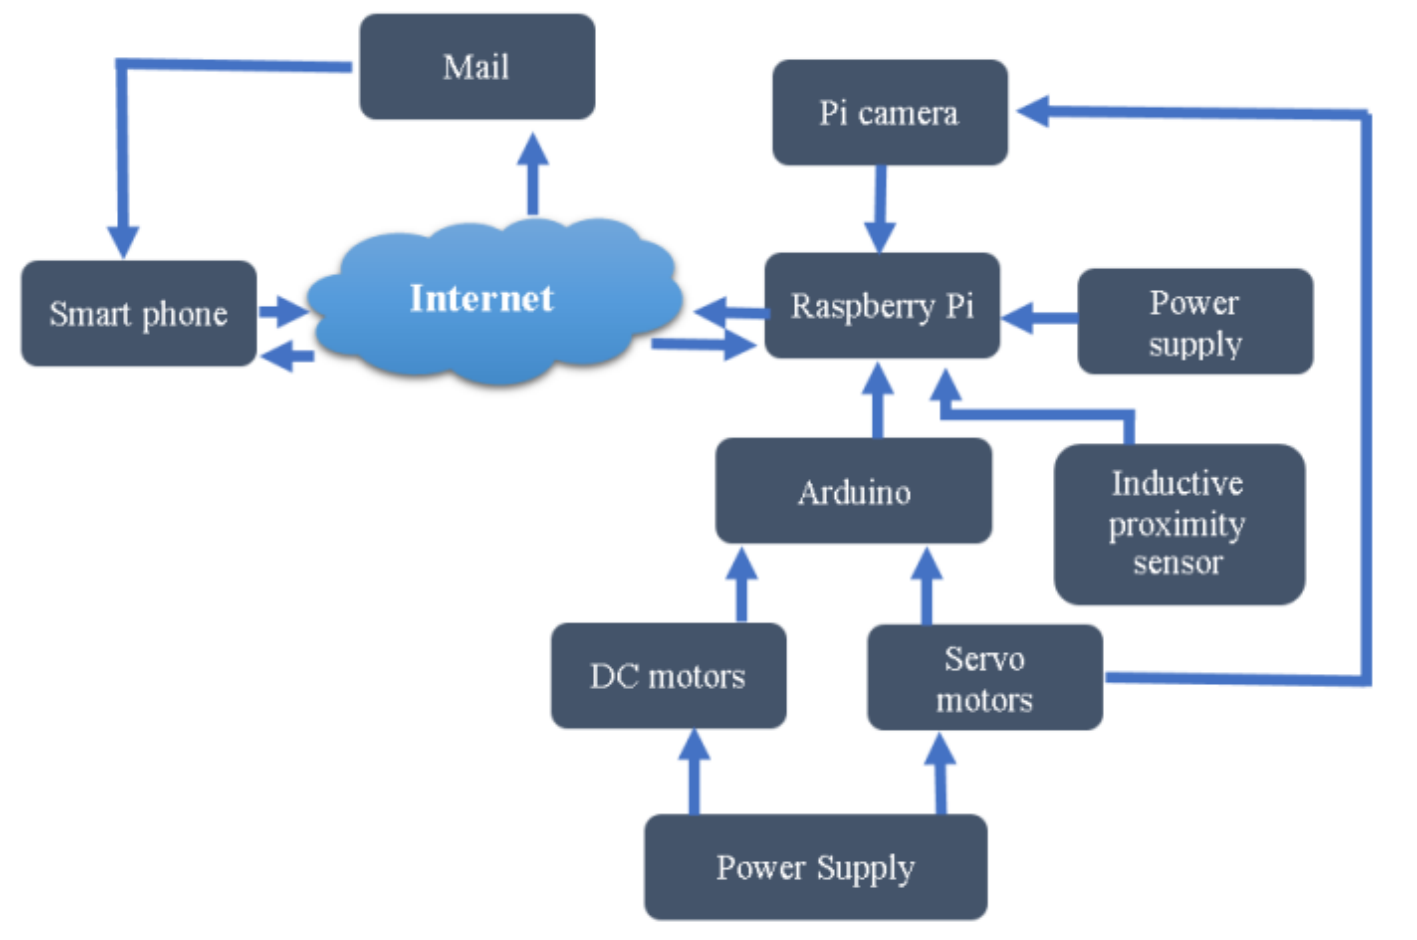 Mail
Pi camera
Smart phone
Internet
Raspberry Pi
Power
supply
Arduino
Inductive
proximity
sensor
DC motors
Servo
motors
Power Supply